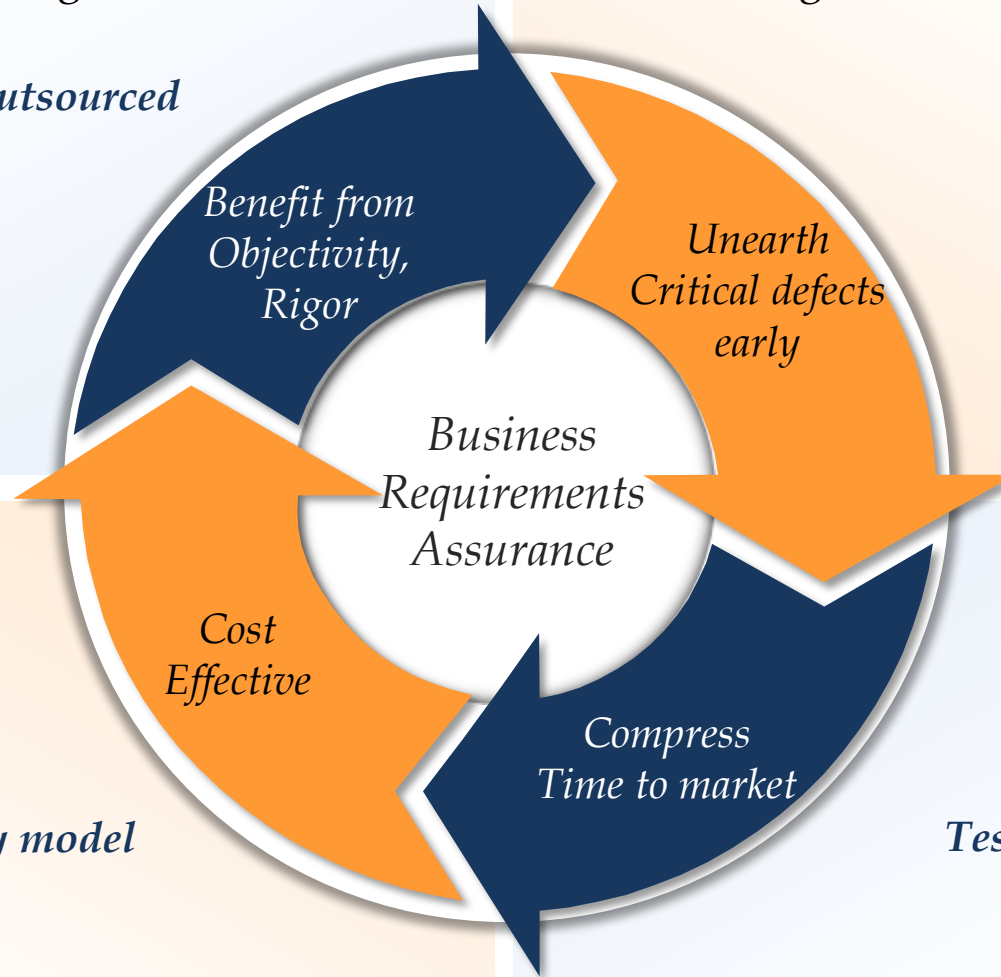 utsourced
Benefit from
Objectivity,
Rigor
Unearth
Critical defects
early
Business
Requirements
Assurance
Cost
Effective
Compress
Time to market
y model
Tes